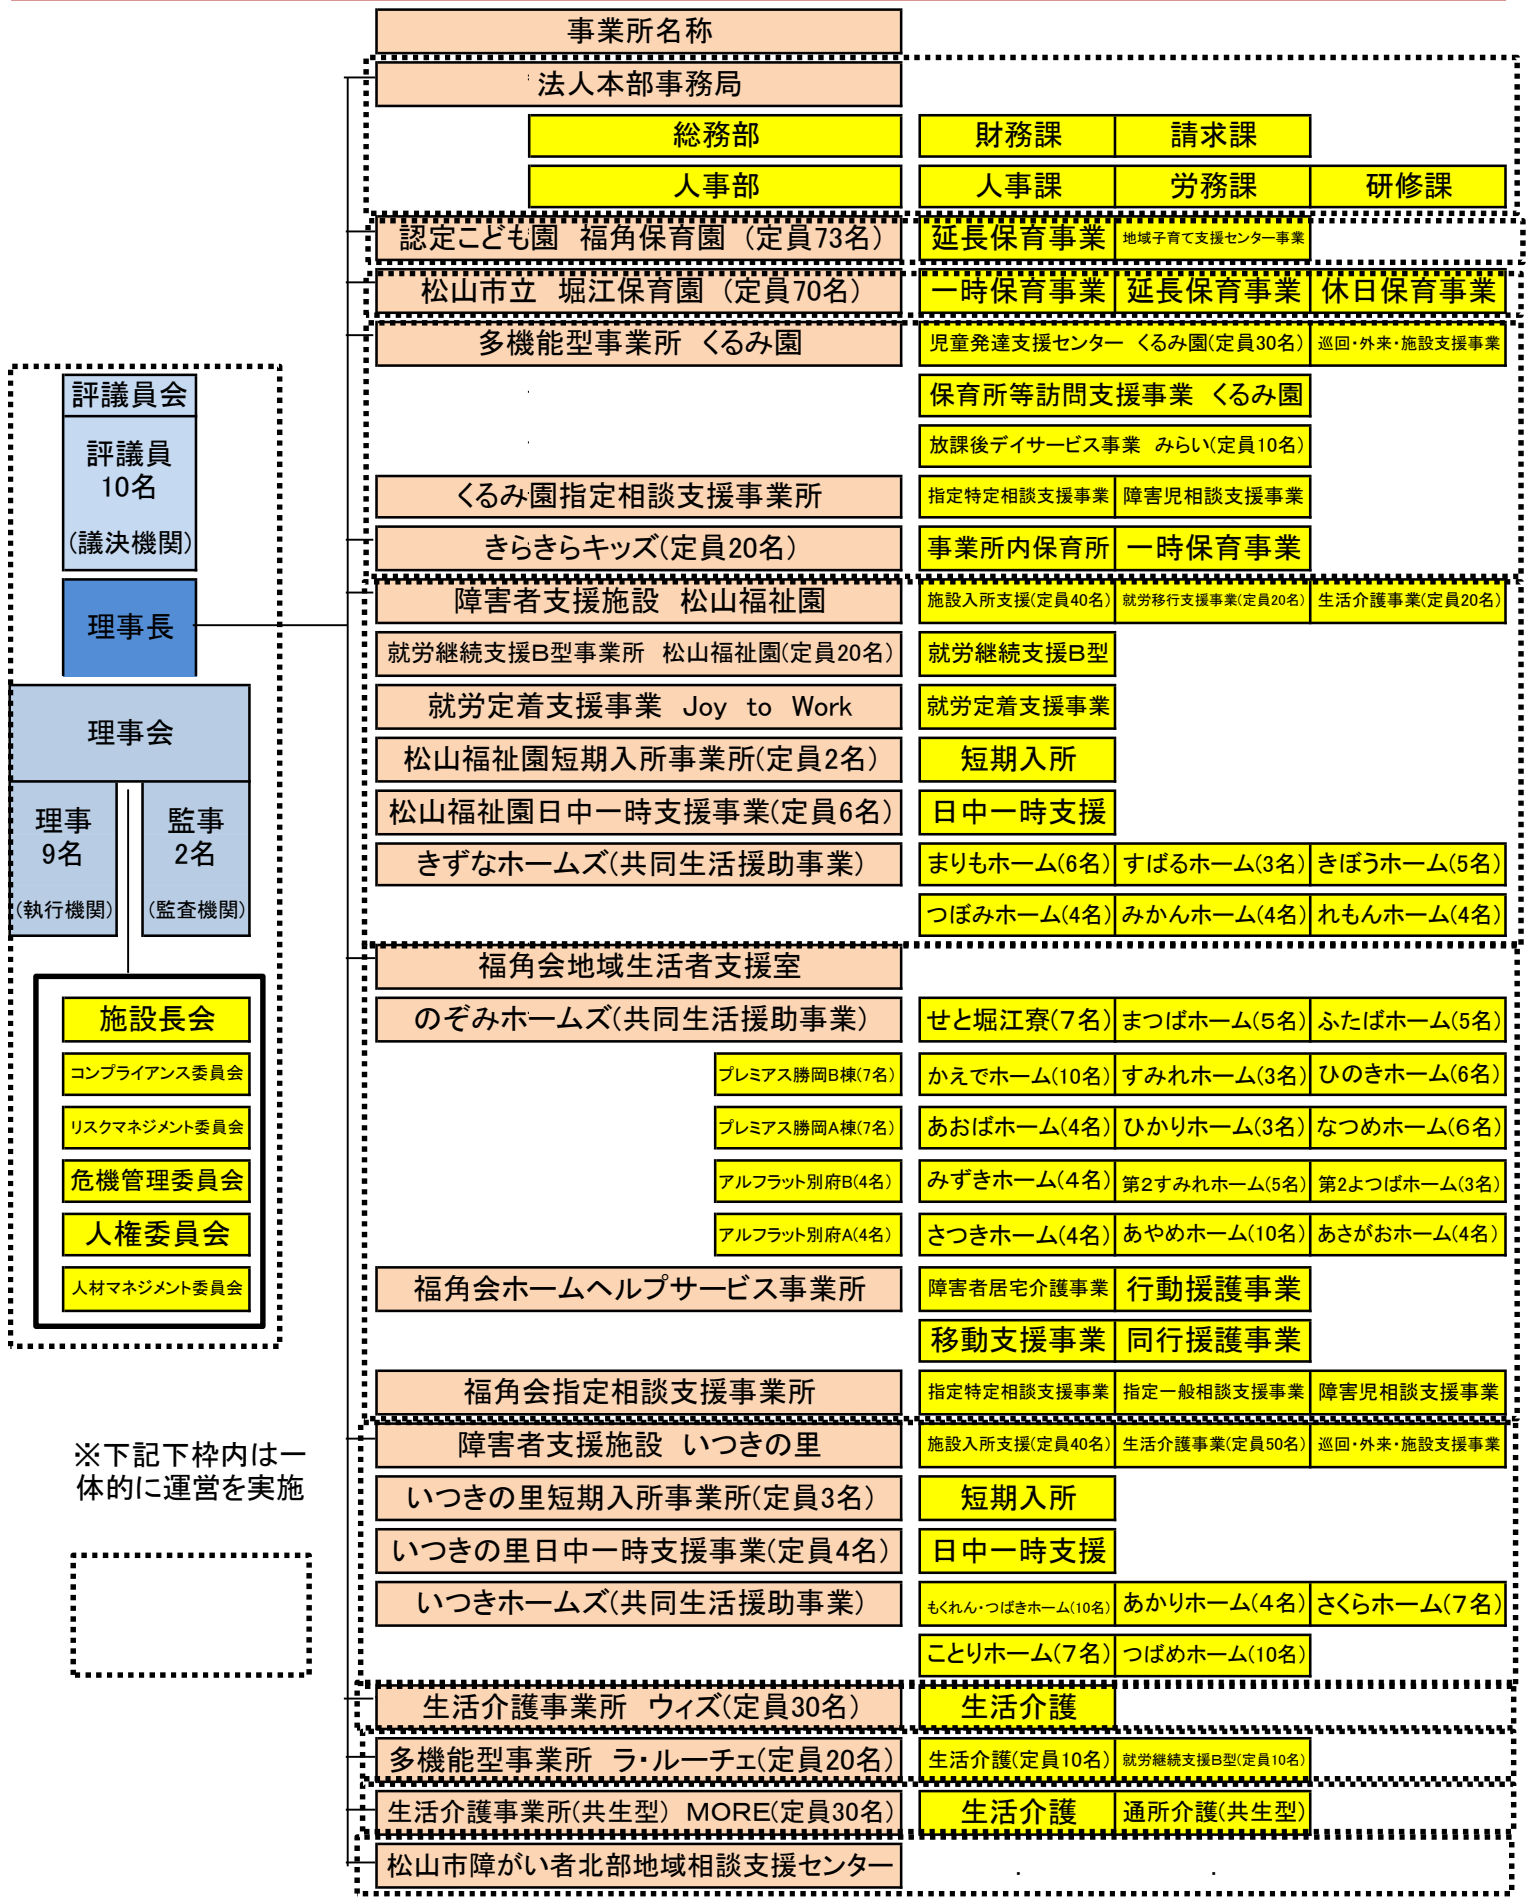 事業所名称
法人本部事務局
総務部 財務課 請求課
人事部 人事課 労務課 研修課
認定こども園 福角保育園 (定員73名) 延長保育事業 地域子育て支援センター事業
松山市立 堀江保育園 (定員70名) 一時保育事業 延長保育事業 休日保育事業
多機能型事業所 くるみ園 児童発達支援センター くるみ園(定員30名) 巡回・外来・施設支援事業
保育所等訪問支援事業 くるみ園
放課後デイサービス事業 みらい(定員10名)
くるみ園指定相談支援事業所 指定特定相談支援事業 障害児相談支援事業
きらきらキッズ(定員20名) 事業所内保育所 一時保育事業
障害者支援施設 松山福祉園 施設入所支援(定員40名) 就労移行支援事業(定員20名) 生活介護事業(定員20名)
就労継続支援B型事業所 松山福祉園(定員20名) 就労継続支援B型
就労定着支援事業 Joy to Work 就労定着支援事業
松山福祉園短期入所事業所(定員2名) 短期入所
松山福祉園日中一時支援事業(定員6名) 日中一時支援
きずなホームズ(共同生活援助事業) まりもホーム(6名) すばるホーム(3名) きぼうホーム(5名)
つぼみホーム(4名) みかんホーム(4名) れもんホーム(4名)
福角会地域生活者支援室
のぞみホームズ(共同生活援助事業) せと堀江寮(7名) まつばホーム(5名) ふたばホーム(5名)
プレミアス勝岡B棟(7名) かえでホーム(10名) すみれホーム(3名) ひのきホーム(6名)
プレミアス勝岡A棟(7名) あおばホーム(4名) ひかりホーム(3名) なつめホーム(6名)
アルフラット別府B(4名) みずきホーム(4名) 第2すみれホーム(5名) 第2よつばホーム(3名)
アルフラット別府A(4名) さつきホーム(4名) あやめホーム(10名) あさがおホーム(4名)
福角会ホームヘルプサービス事業所 障害者居宅介護事業 行動援護事業
移動支援事業 同行援護事業
福角会指定相談支援事業所 指定特定相談支援事業 指定一般相談支援事業 障害児相談支援事業
障害者支援施設 いつきの里 施設入所支援(定員40名) 生活介護事業(定員50名) 巡回・外来・施設支援事業
いつきの里短期入所事業所(定員3名) 短期入所
いつきの里日中一時支援事業(定員4名) 日中一時支援
いつきホームズ(共同生活援助事業) もくれん・つばきホーム(10名) あかりホーム(4名) さくらホーム(7名)
ことりホーム(7名) つばめホーム(10名)
生活介護事業所 ウィズ(定員30名) 生活介護
多機能型事業所 ラ・ルーチェ(定員20名) 生活介護(定員10名) 就労継続支援B型(定員10名)
生活介護事業所(共生型) MORE(定員30名) 生活介護 通所介護(共生型)
松山市障がい者北部地域相談支援センター
評議員会
評議員
10名
(議決機関)
理事長
理事会
理事
9名
(執行機関)
監事
2名
(監査機関)
施設長会
コンプライアンス委員会
リスクマネジメント委員会
危機管理委員会
人権委員会
人材マネジメント委員会
※下記下枠内は一
体的に運営を実施